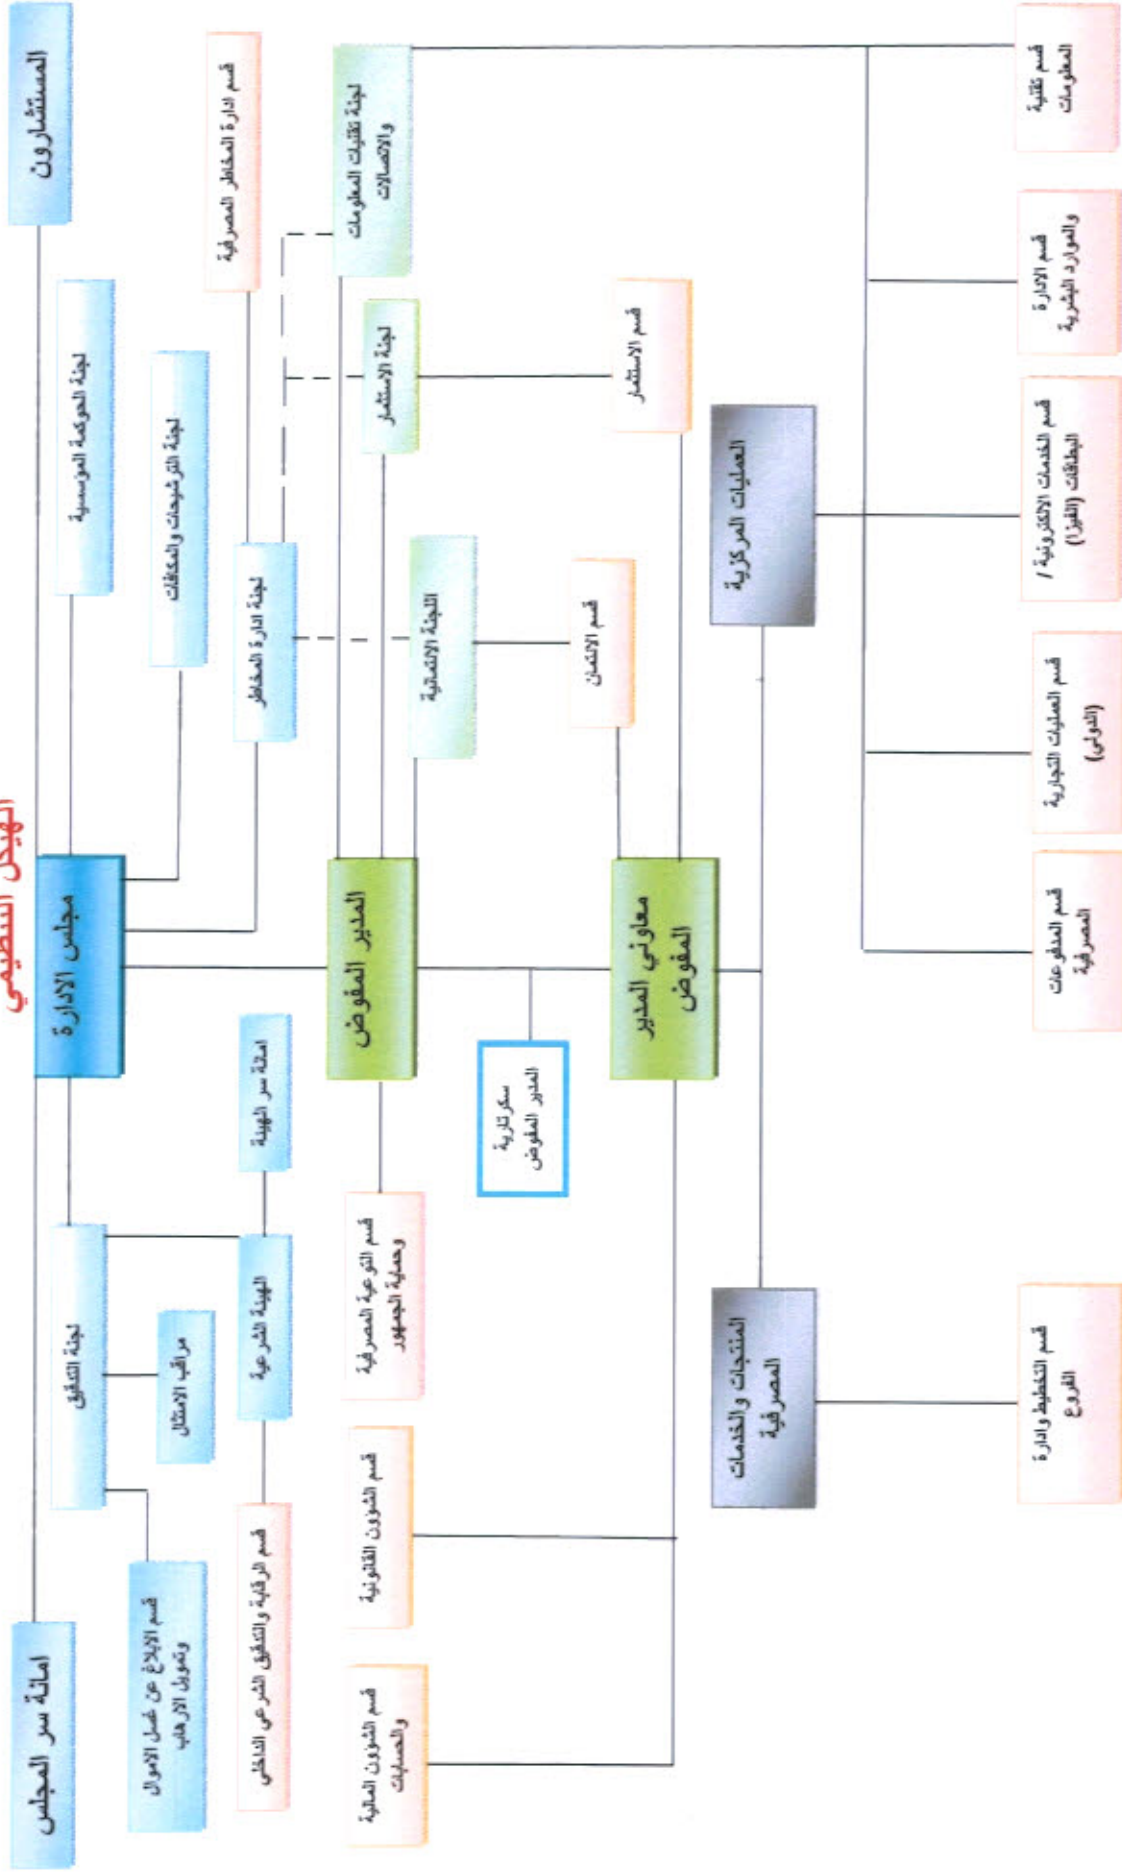 الهيكل التنظيمي
المستشارون
مجلس الادارة
امانة سر المجلس
لجنة الحوكمة المؤسسية
لجنة التدقيق
لجنة الترشيحات والمكافات
مراقب الامتثال
قسم الابلاغ عن غسل الاموال
وتمويل الارهاب
قسم ادارة المخاطر المصرفية
لجنة ادارة المخاطر
امانة سر الهيئة
الهيئة الشرعية
قسم الرقابة والتدقيق الشرعي الداخلي
لجنة تقنيات المعلومات
والاتصالات
لجنة الاستثمار
اللجنة الائتمانية
المدير المفوض
قسم التوعية المصرفية
وحماية الجمهور
قسم الشؤون القانونية
قسم الشؤون المالية
والحسابات
سكرتارية
المدير المفوض
قسم الاستثمار
قسم الائتمان
معاوني المدير
المفوض
العمليات المركزية
المنتجات والخدمات
المصرفية
قسم تقنية
المعلومات
قسم الادارة
والموارد البشرية
قسم الخدمات الالكترونية /
البطاقات (الفيزا)
قسم العمليات التجارية
(الدولي)
قسم المدفوعات
المصرفية
قسم التخطيط وادارة
الفروع